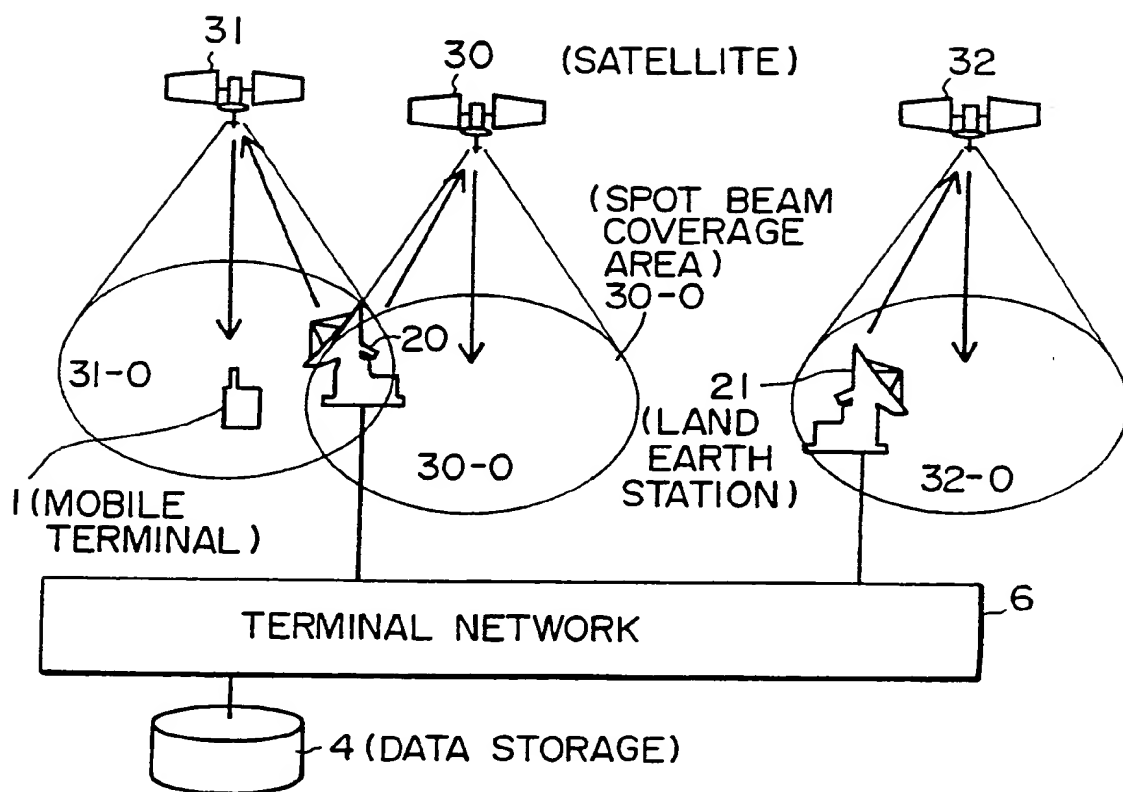 31
30
(SATELLITE)
32
(SPOT BEAM
COVERAGE
AREA)
30-0
20
31-0
21
(LAND
EARTH
STATION)
30-0
32-0
1(MOBILE
TERMINAL)
6
TERMINAL NETWORK
4(DATA STORAGE)